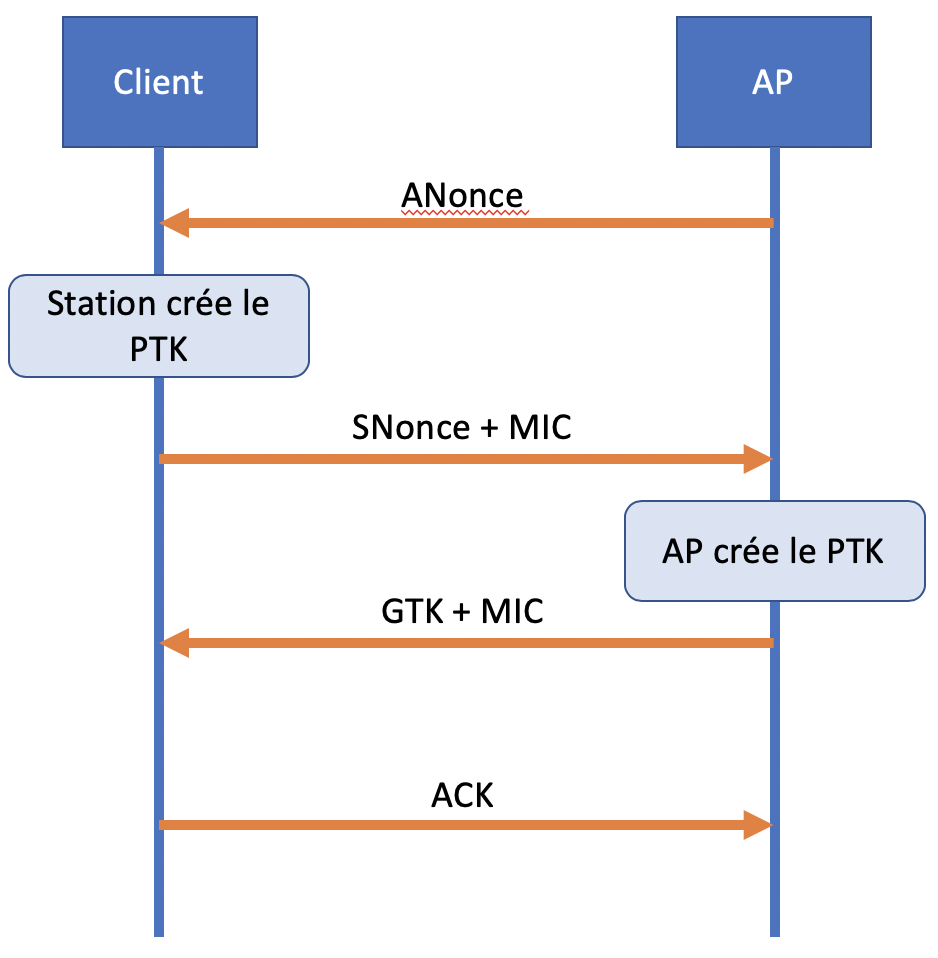 Client
AP
ANonce
Station crée le
PTK
SNonce + MIC
AP crée le PTK
GTK + MIC
ACK